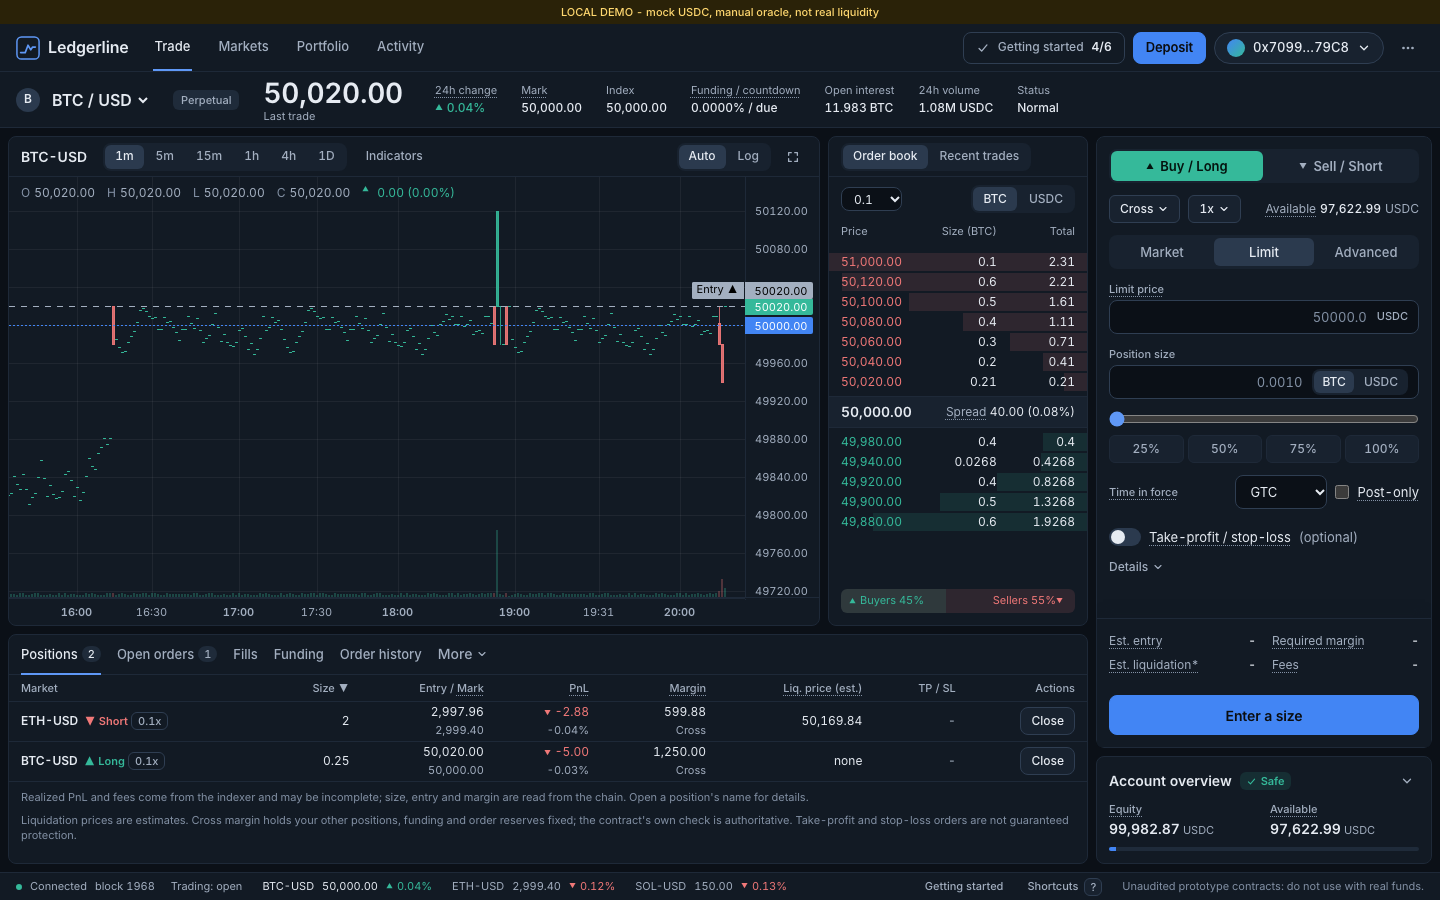 LOCAL DEMO - mock USDC, manual oracle, not real liquidity
Ledgerline Trade Markets Portfolio Activity Getting started 4/6 Deposit 0x7099...79C8
B BTC / USD Perpetual 50,020.00 Last trade
24h change Mark Index Funding / countdown Open interest 24h volume Status
0.04% 50,000.00 50,000.00 0.0000% / due 11.983 BTC 1.08M USDC Normal
BTC-USD 1m 5m 15m 1h 4h 1D Indicators Auto Log
O 50,020.00 H 50,020.00 L 50,020.00 C 50,020.00 0.00 (0.00%)
50120.00
50080.00
Entry ▲ 50020.00
50020.00
50000.00
49960.00
49920.00
49880.00
49840.00
49800.00
49760.00
49720.00
16:00 16:30 17:00 17:30 18:00 19:00 19:31 20:00
Order book Recent trades
0.1 BTC USDC
Price Size (BTC) Total
51,000.00 0.1 2.31
50,120.00 0.6 2.21
50,100.00 0.5 1.61
50,080.00 0.4 1.11
50,060.00 0.3 0.71
50,040.00 0.2 0.41
50,020.00 0.21 0.21
50,000.00 Spread 40.00 (0.08%)
49,980.00 0.4 0.4
49,940.00 0.0268 0.4268
49,920.00 0.4 0.8268
49,900.00 0.5 1.3268
49,880.00 0.6 1.9268
▲ Buyers 45% Sellers 55%▼
▲ Buy / Long ▼ Sell / Short
Cross 1x Available 97,622.99 USDC
Market Limit Advanced
Limit price
50000.0 USDC
Position size
0.0010 BTC USDC
25% 50% 75% 100%
Time in force GTC Post-only
Take-profit / stop-loss (optional)
Details
Est. entry - Required margin -
Est. liquidation* - Fees -
Enter a size
Account overview ✓ Safe
Equity Available
99,982.87 USDC 97,622.99 USDC
Positions 2 Open orders 1 Fills Funding Order history More
Market Size ▼ Entry / Mark PnL Margin Liq. price (est.) TP / SL Actions
ETH-USD ▼ Short 0.1x 2 2,997.96 ▼ -2.88 599.88 50,169.84 - Close
2,999.40 -0.04% Cross
BTC-USD ▲ Long 0.1x 0.25 50,020.00 ▼ -5.00 1,250.00 none - Close
50,000.00 -0.03% Cross
Realized PnL and fees come from the indexer and may be incomplete; size, entry and margin are read from the chain. Open a position's name for details.
Liquidation prices are estimates. Cross margin holds your other positions, funding and order reserves fixed; the contract's own check is authoritative. Take-profit and stop-loss orders are not guaranteed
protection.
Connected block 1968 Trading: open BTC-USD 50,000.00 ▲ 0.04% ETH-USD 2,999.40 ▼ 0.12% SOL-USD 150.00 ▼ 0.13% Getting started Shortcuts ? Unaudited prototype contracts: do not use with real funds.